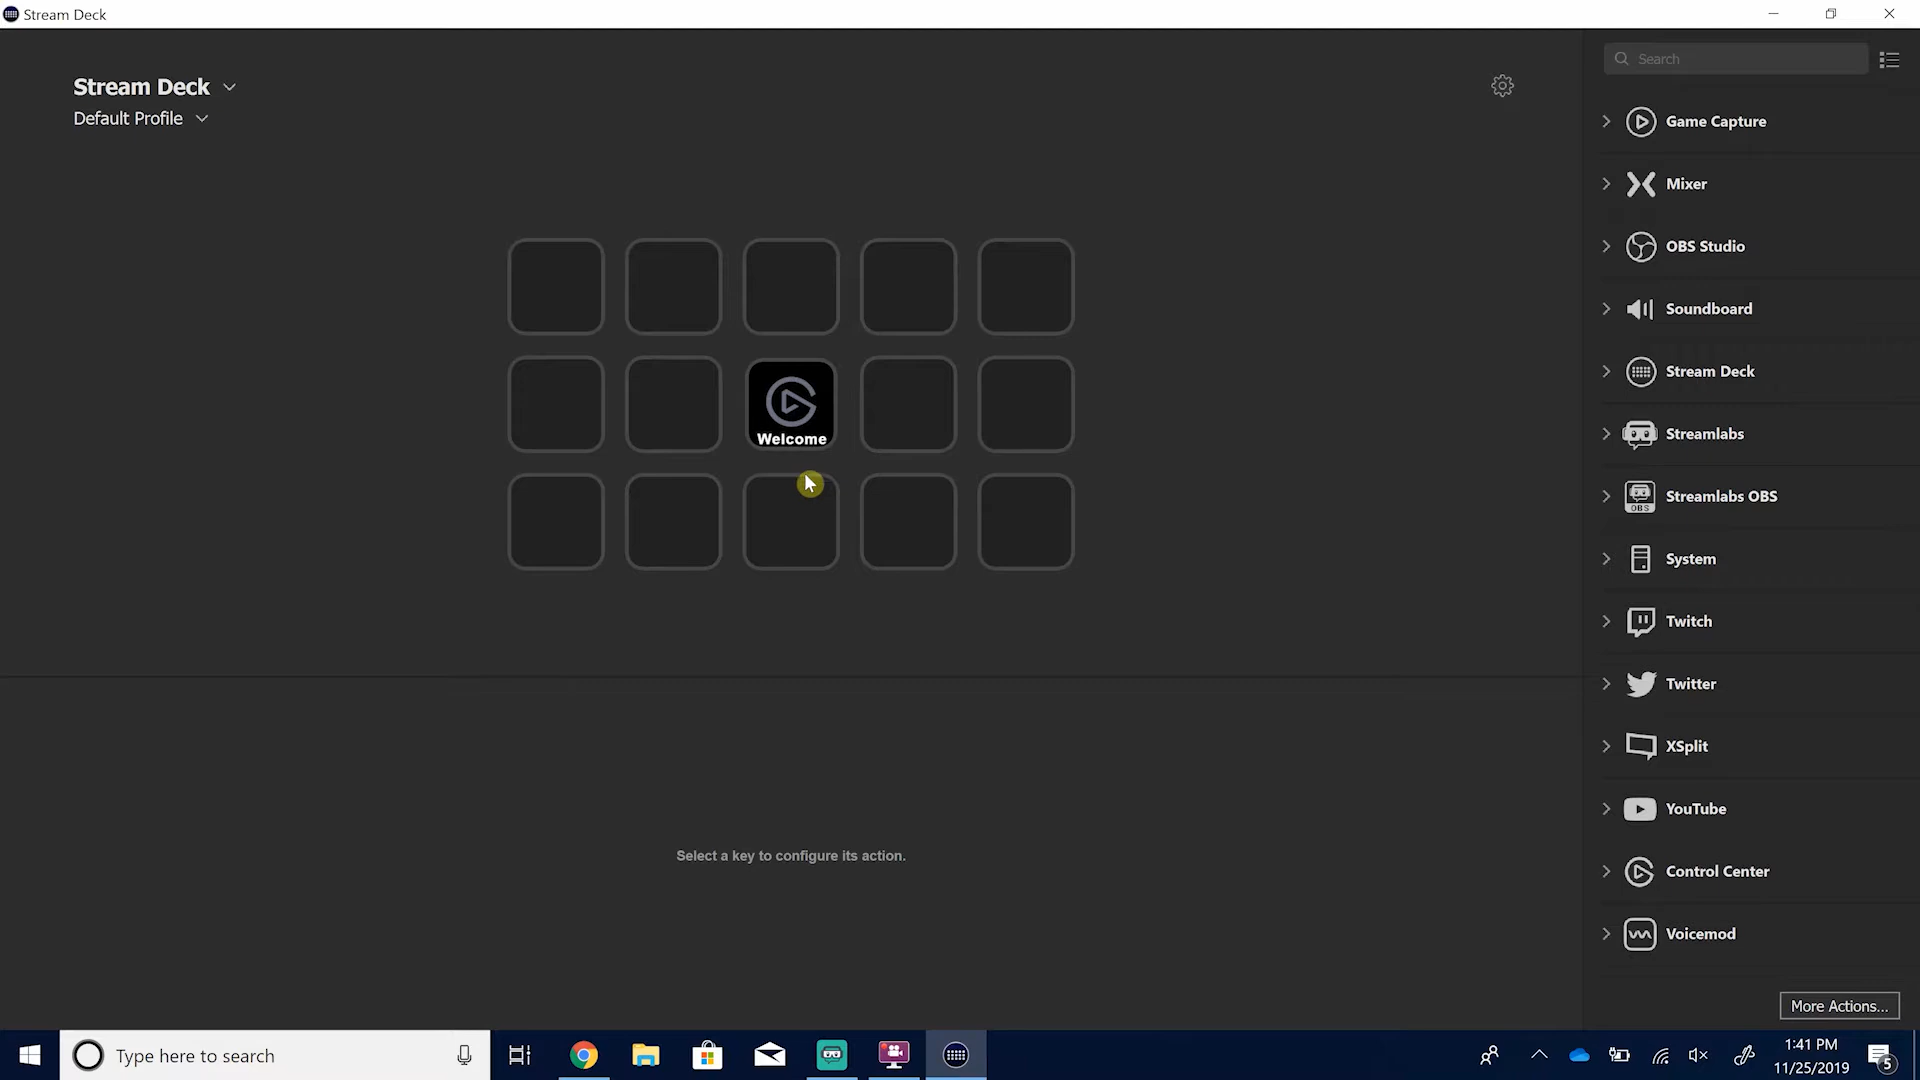 Stream Deck
Stream Deck
Default Profile
Search
Game Capture
Mixer
OBS Studio
Soundboard
Stream Deck
Welcome
Streamlabs
OBS
Streamlabs OBS
System
Twitch
Twitter
XSplit
YouTube
Select a key to configure its action.
Control Center
Voicemod
More Actions...
Type here to search
1:41 PM
11/25/2019
5